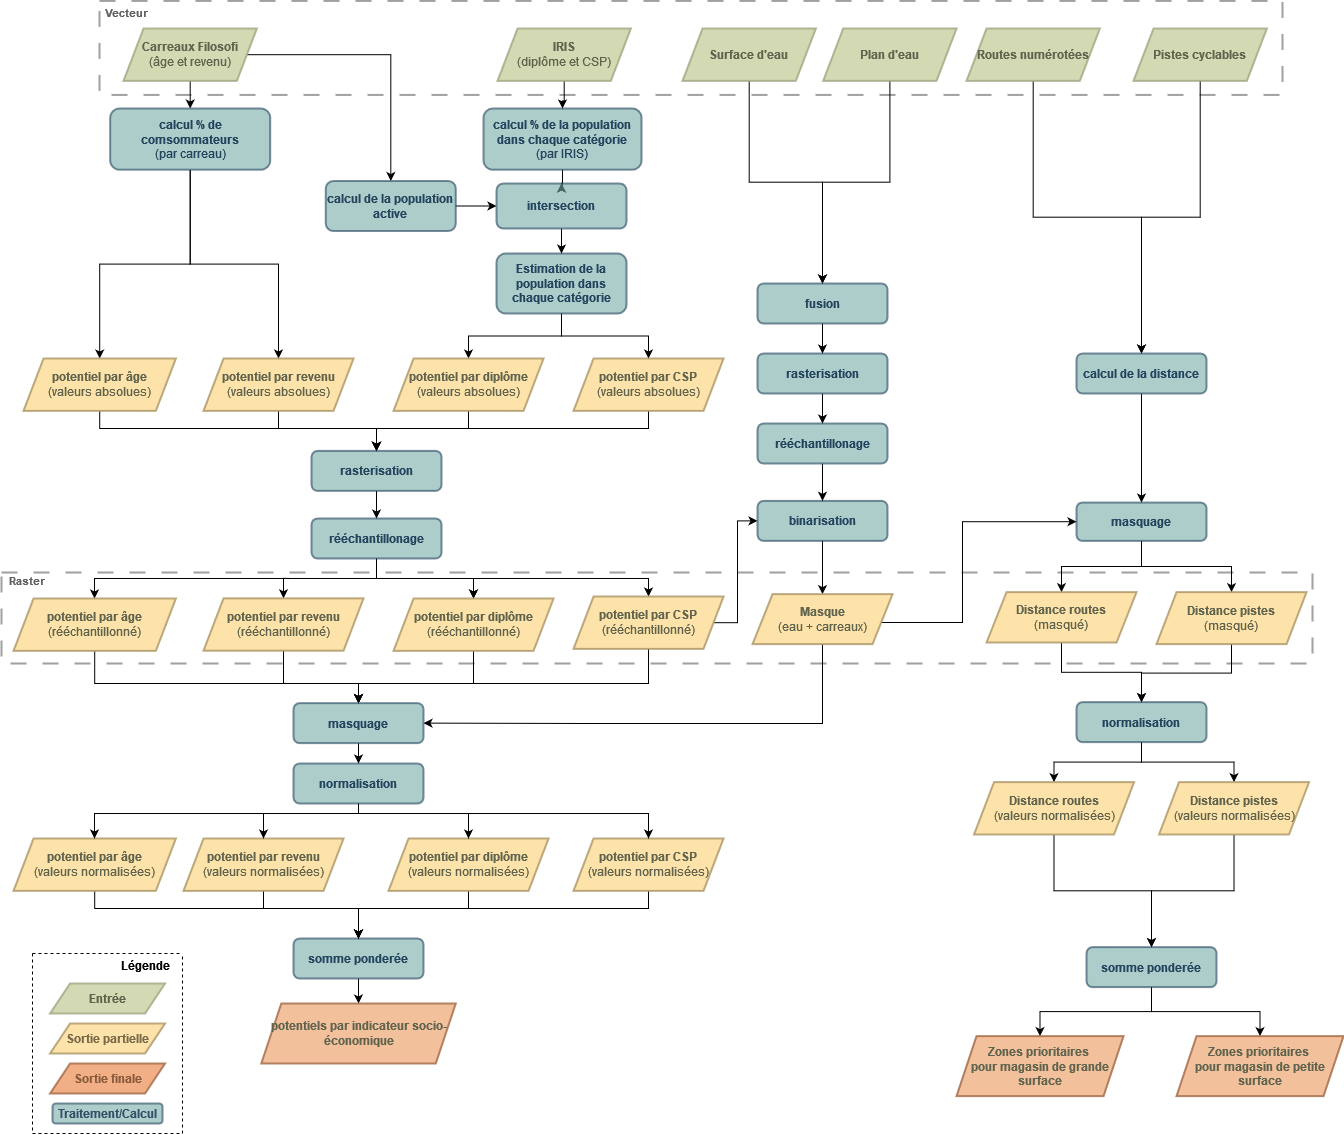 Vecteur
Carreaux Filosofi
(âge et revenu)
IRIS
(diplôme et CSP)
Surface d'eau
Plan d'eau
Routes numérotées
Pistes cyclables
calcul % de
comsommateurs
(par carreau)
calcul % de la population
dans chaque catégorie
(par IRIS)
calcul de la population
active
intersection
Estimation de la
population dans
chaque catégorie
fusion
potentiel par âge
(valeurs absolues)
potentiel par revenu
(valeurs absolues)
potentiel par diplôme
(valeurs absolues)
potentiel par CSP
(valeurs absolues)
rasterisation
calcul de la distance
rasterisation
rééchantillonage
rééchantillonage
binarisation
masquage
Raster
potentiel par âge
(rééchantillonné)
potentiel par revenu
(rééchantillonné)
potentiel par diplôme
(rééchantillonné)
potentiel par CSP
(rééchantillonné)
Masque
(eau + carreaux)
Distance routes
(masqué)
Distance pistes
(masqué)
masquage
normalisation
normalisation
Distance routes
(valeurs normalisées)
Distance pistes
(valeurs normalisées)
potentiel par âge
(valeurs normalisées)
potentiel par revenu
(valeurs normalisées)
potentiel par diplôme
(valeurs normalisées)
potentiel par CSP
(valeurs normalisées)
somme ponderée
somme ponderée
potentiels par indicateur socio-
économique
Zones prioritaires
pour magasin de grande
surface
Zones prioritaires
pour magasin de petite
surface
Légende
Entrée
Sortie partielle
Sortie finale
Traitement/Calcul